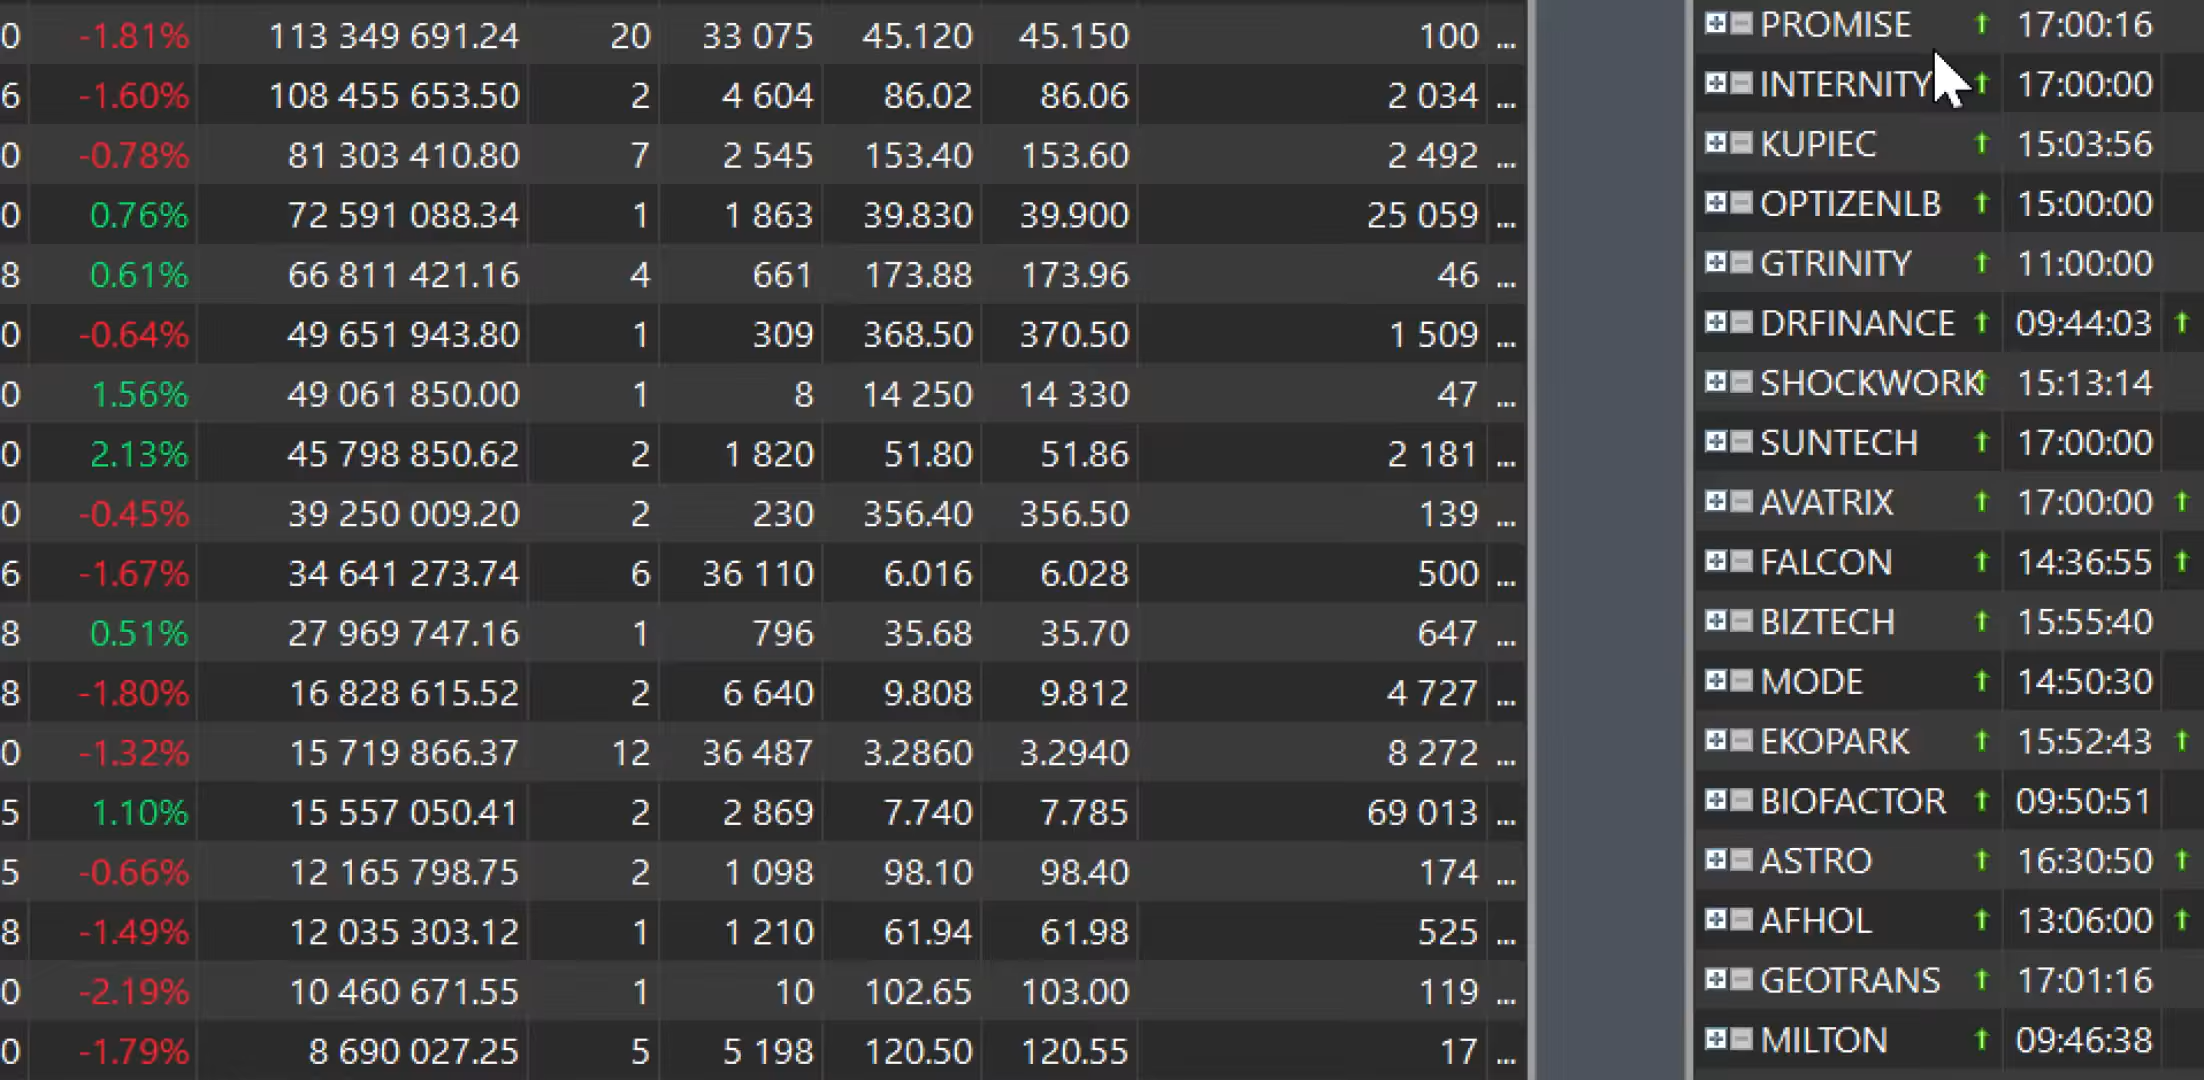 0 -1.81% 113 349 691.24 20 33 075 45.120 45.150 100 ...
6 -1.60% 108 455 653.50 2 4 604 86.02 86.06 2 034 ...
0 -0.78% 81 303 410.80 7 2 545 153.40 153.60 2 492 ...
0 0.76% 72 591 088.34 1 1 863 39.830 39.900 25 059 ...
8 0.61% 66 811 421.16 4 661 173.88 173.96 46 ...
0 -0.64% 49 651 943.80 1 309 368.50 370.50 1 509 ...
0 1.56% 49 061 850.00 1 8 14 250 14 330 47 ...
0 2.13% 45 798 850.62 2 1 820 51.80 51.86 2 181 ...
0 -0.45% 39 250 009.20 2 230 356.40 356.50 139 ...
6 -1.67% 34 641 273.74 6 36 110 6.016 6.028 500 ...
8 0.51% 27 969 747.16 1 796 35.68 35.70 647 ...
8 -1.80% 16 828 615.52 2 6 640 9.808 9.812 4 727 ...
0 -1.32% 15 719 866.37 12 36 487 3.2860 3.2940 8 272 ...
5 1.10% 15 557 050.41 2 2 869 7.740 7.785 69 013 ...
5 -0.66% 12 165 798.75 2 1 098 98.10 98.40 174 ...
8 -1.49% 12 035 303.12 1 1 210 61.94 61.98 525 ...
0 -2.19% 10 460 671.55 1 10 102.65 103.00 119 ...
0 -1.79% 8 690 027.25 5 5 198 120.50 120.55 17 ...
PROMISE ↑ 17:00:16
INTERNITY ↑ 17:00:00
KUPIEC ↑ 15:03:56
OPTIZENLB ↑ 15:00:00
GTRINITY ↑ 11:00:00
DRFINANCE ↑ 09:44:03 ↑
SHOCKWORK ↑ 15:13:14
SUNTECH ↑ 17:00:00
AVATRIX ↑ 17:00:00 ↑
FALCON ↑ 14:36:55 ↑
BIZTECH ↑ 15:55:40
MODE ↑ 14:50:30
EKOPARK ↑ 15:52:43 ↑
BIOFACTOR ↑ 09:50:51
ASTRO ↑ 16:30:50 ↑
AFHOL ↑ 13:06:00 ↑
GEOTRANS ↑ 17:01:16
MILTON ↑ 09:46:38